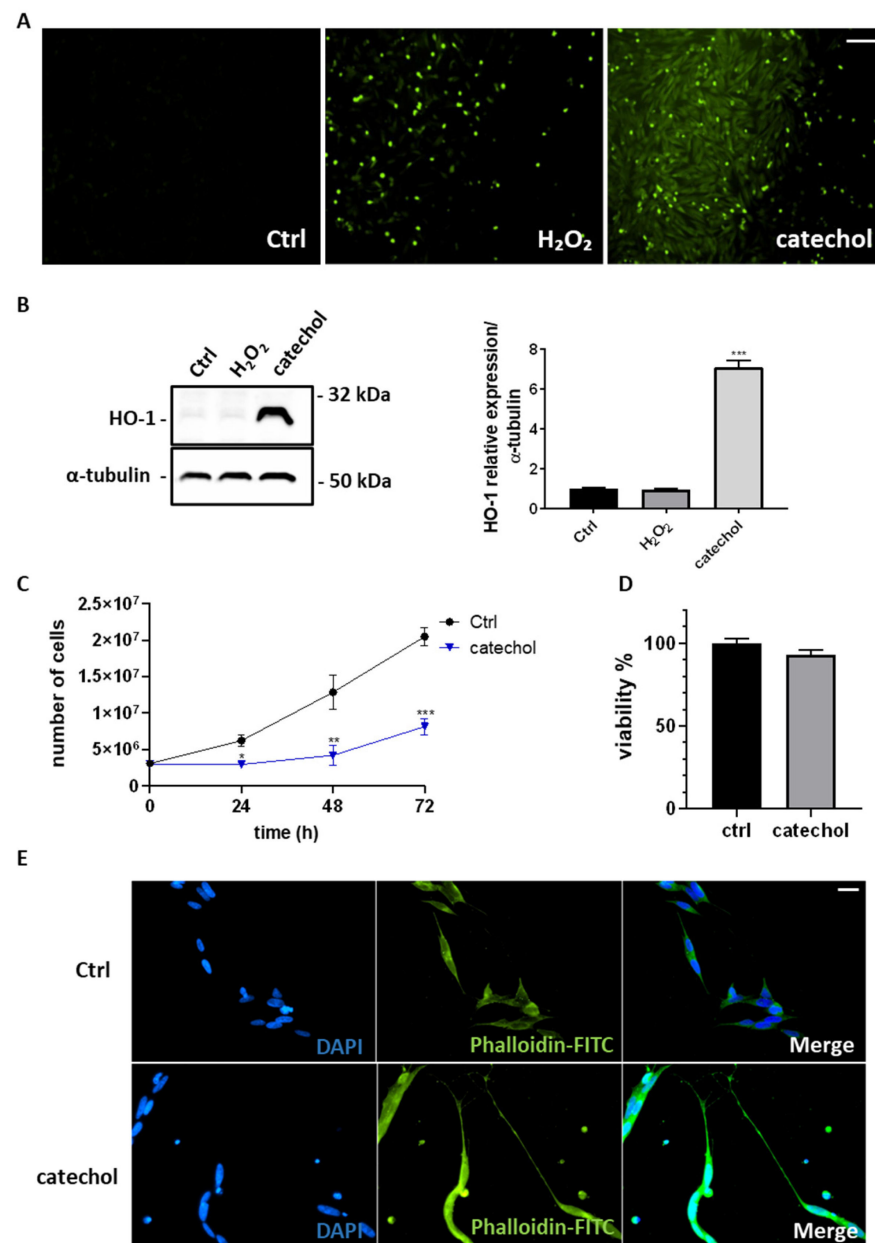 A
Ctrl
H₂O₂
catechol
B
Ctrl
H₂O₂
catechol
- 32 kDa
HO-1 -
α-tubulin -
- 50 kDa
HO-1 relative expression/
α-tubulin
8
6
4
2
0
***
Ctrl
H₂O₂
catechol
C
number of cells
2.5×10⁷
2×10⁷
1.5×10⁷
1×10⁷
5×10⁶
0
*
**
***
0
24
48
72
time (h)
Ctrl
catechol
D
viability %
100
50
0
ctrl
catechol
E
Ctrl
DAPI
Phalloidin-FITC
Merge
catechol
DAPI
Phalloidin-FITC
Merge